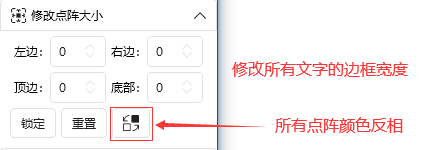 修改点阵大小
左边: 0 右边: 0
修改所有文字的边框宽度
顶边: 0 底部: 0
锁定 重置
所有点阵颜色反相